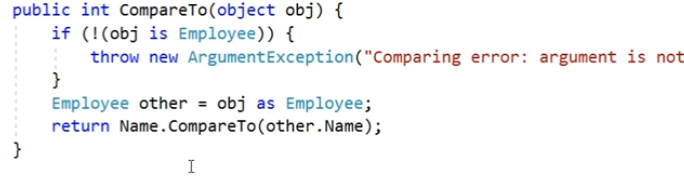 public int CompareTo(object obj) {
if (!(obj is Employee)) {
throw new ArgumentException("Comparing error: argument is not
}
Employee other = obj as Employee;
return Name.CompareTo(other.Name);
}